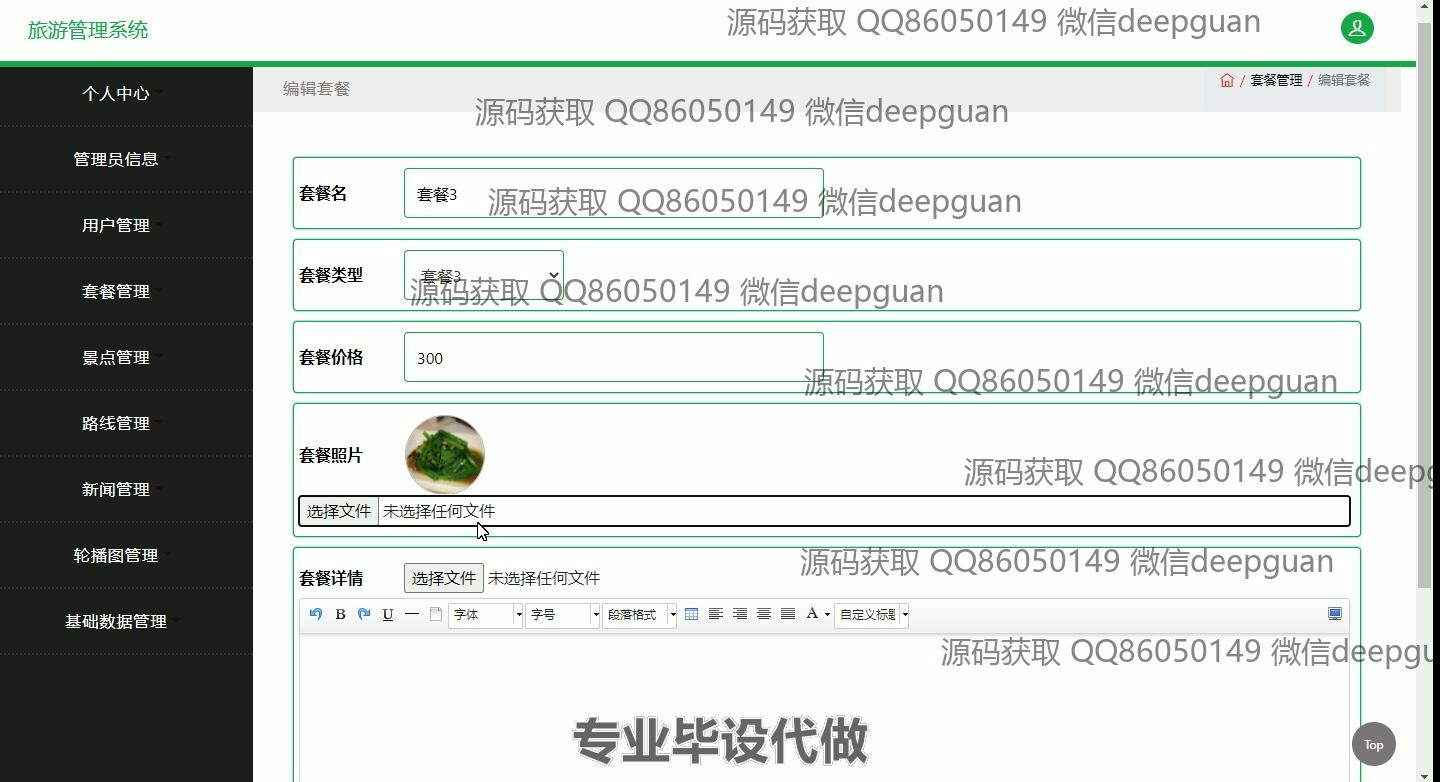 旅游管理系统
源码获取 QQ86050149 微信deepguan
个人中心
管理员信息
用户管理
套餐管理
景点管理
路线管理
新闻管理
轮播图管理
基础数据管理
编辑套餐
/ 套餐管理 / 编辑套餐
源码获取 QQ86050149 微信deepguan
套餐名 套餐3
源码获取 QQ86050149 微信deepguan
套餐类型 套餐3
源码获取 QQ86050149 微信deepguan
套餐价格 300
源码获取 QQ86050149 微信deepguan
套餐照片
源码获取 QQ86050149 微信deepg
选择文件 未选择任何文件
源码获取 QQ86050149 微信deepguan
套餐详情 选择文件 未选择任何文件
B U 字体 字号 段落格式 A 自定义标题
源码获取 QQ86050149 微信deepgu
专业毕设代做
Top